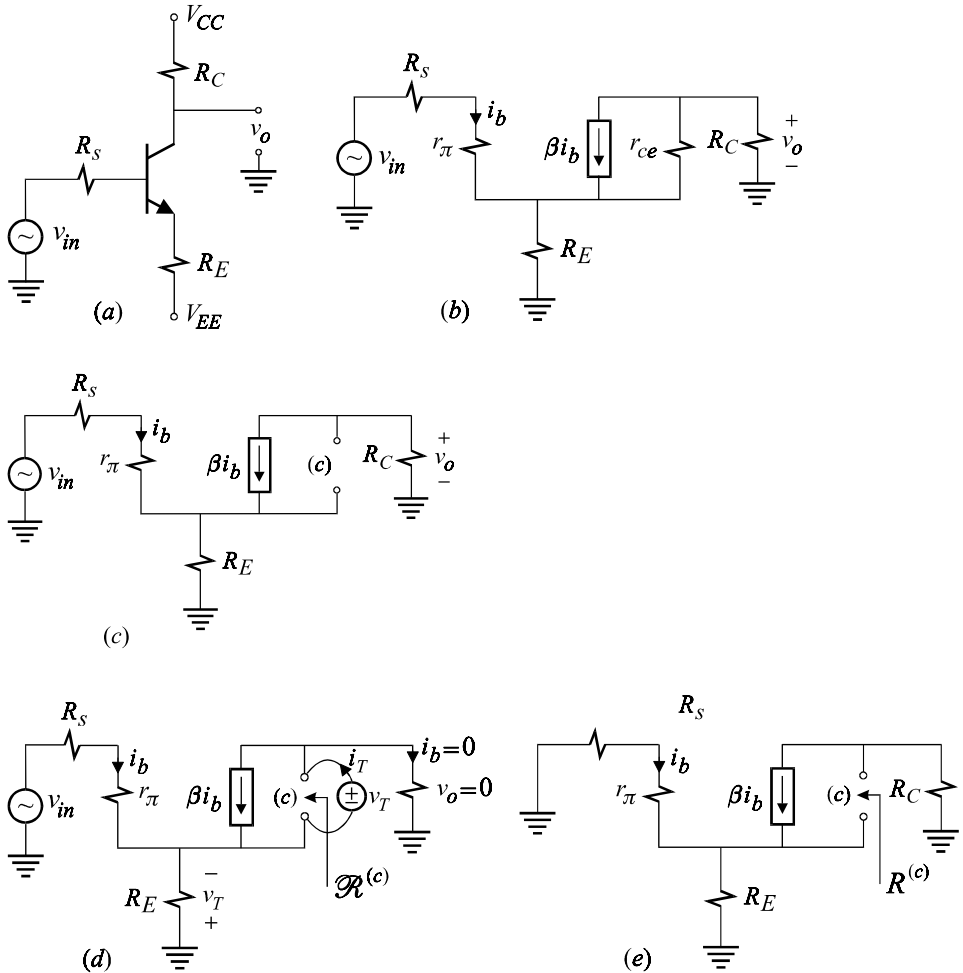 V_CC
R_C
v_o
R_s
~ v_in
R_E
V_EE
(a)
R_s
i_b
~ v_in
r_π
βi_b
r_ce
R_C
+
v_o
−
R_E
(b)
R_s
i_b
~ v_in
r_π
βi_b
(c)
R_C
+
v_o
−
R_E
(c)
R_s
i_b
~ v_in
r_π
βi_b
(c)
i_T
± v_T
i_b=0
v_o=0
ℛ^(c)
R_E
−
v_T
+
(d)
R_s
i_b
r_π
βi_b
(c)
R_C
R^(c)
R_E
(e)